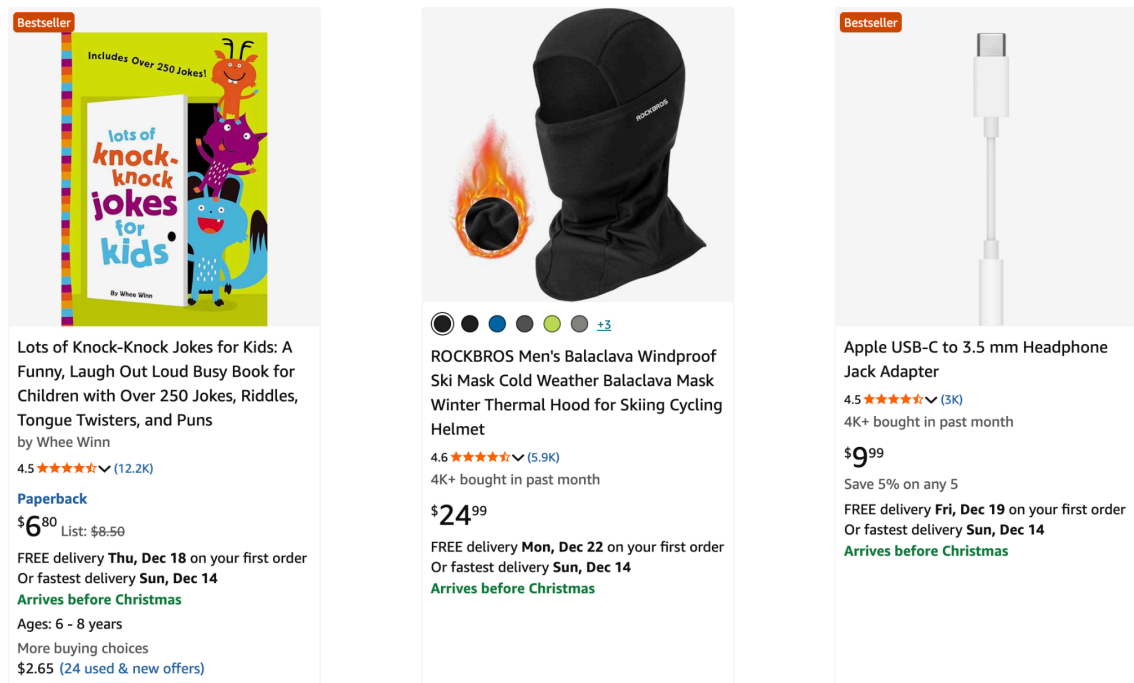 Bestseller
Includes Over 250 Jokes!
lots of
knock-
knock
jokes
for
kids
By Whee Winn
Lots of Knock-Knock Jokes for Kids: A
Funny, Laugh Out Loud Busy Book for
Children with Over 250 Jokes, Riddles,
Tongue Twisters, and Puns
by Whee Winn
4.5 (12.2K)
Paperback
$6.80 List: $8.50
FREE delivery Thu, Dec 18 on your first order
Or fastest delivery Sun, Dec 14
Arrives before Christmas
Ages: 6 - 8 years
More buying choices
$2.65 (24 used & new offers)
ROCKBROS
+3
ROCKBROS Men's Balaclava Windproof
Ski Mask Cold Weather Balaclava Mask
Winter Thermal Hood for Skiing Cycling
Helmet
4.6 (5.9K)
4K+ bought in past month
$24.99
FREE delivery Mon, Dec 22 on your first order
Or fastest delivery Sun, Dec 14
Arrives before Christmas
Bestseller
Apple USB-C to 3.5 mm Headphone
Jack Adapter
4.5 (3K)
4K+ bought in past month
$9.99
Save 5% on any 5
FREE delivery Fri, Dec 19 on your first order
Or fastest delivery Sun, Dec 14
Arrives before Christmas